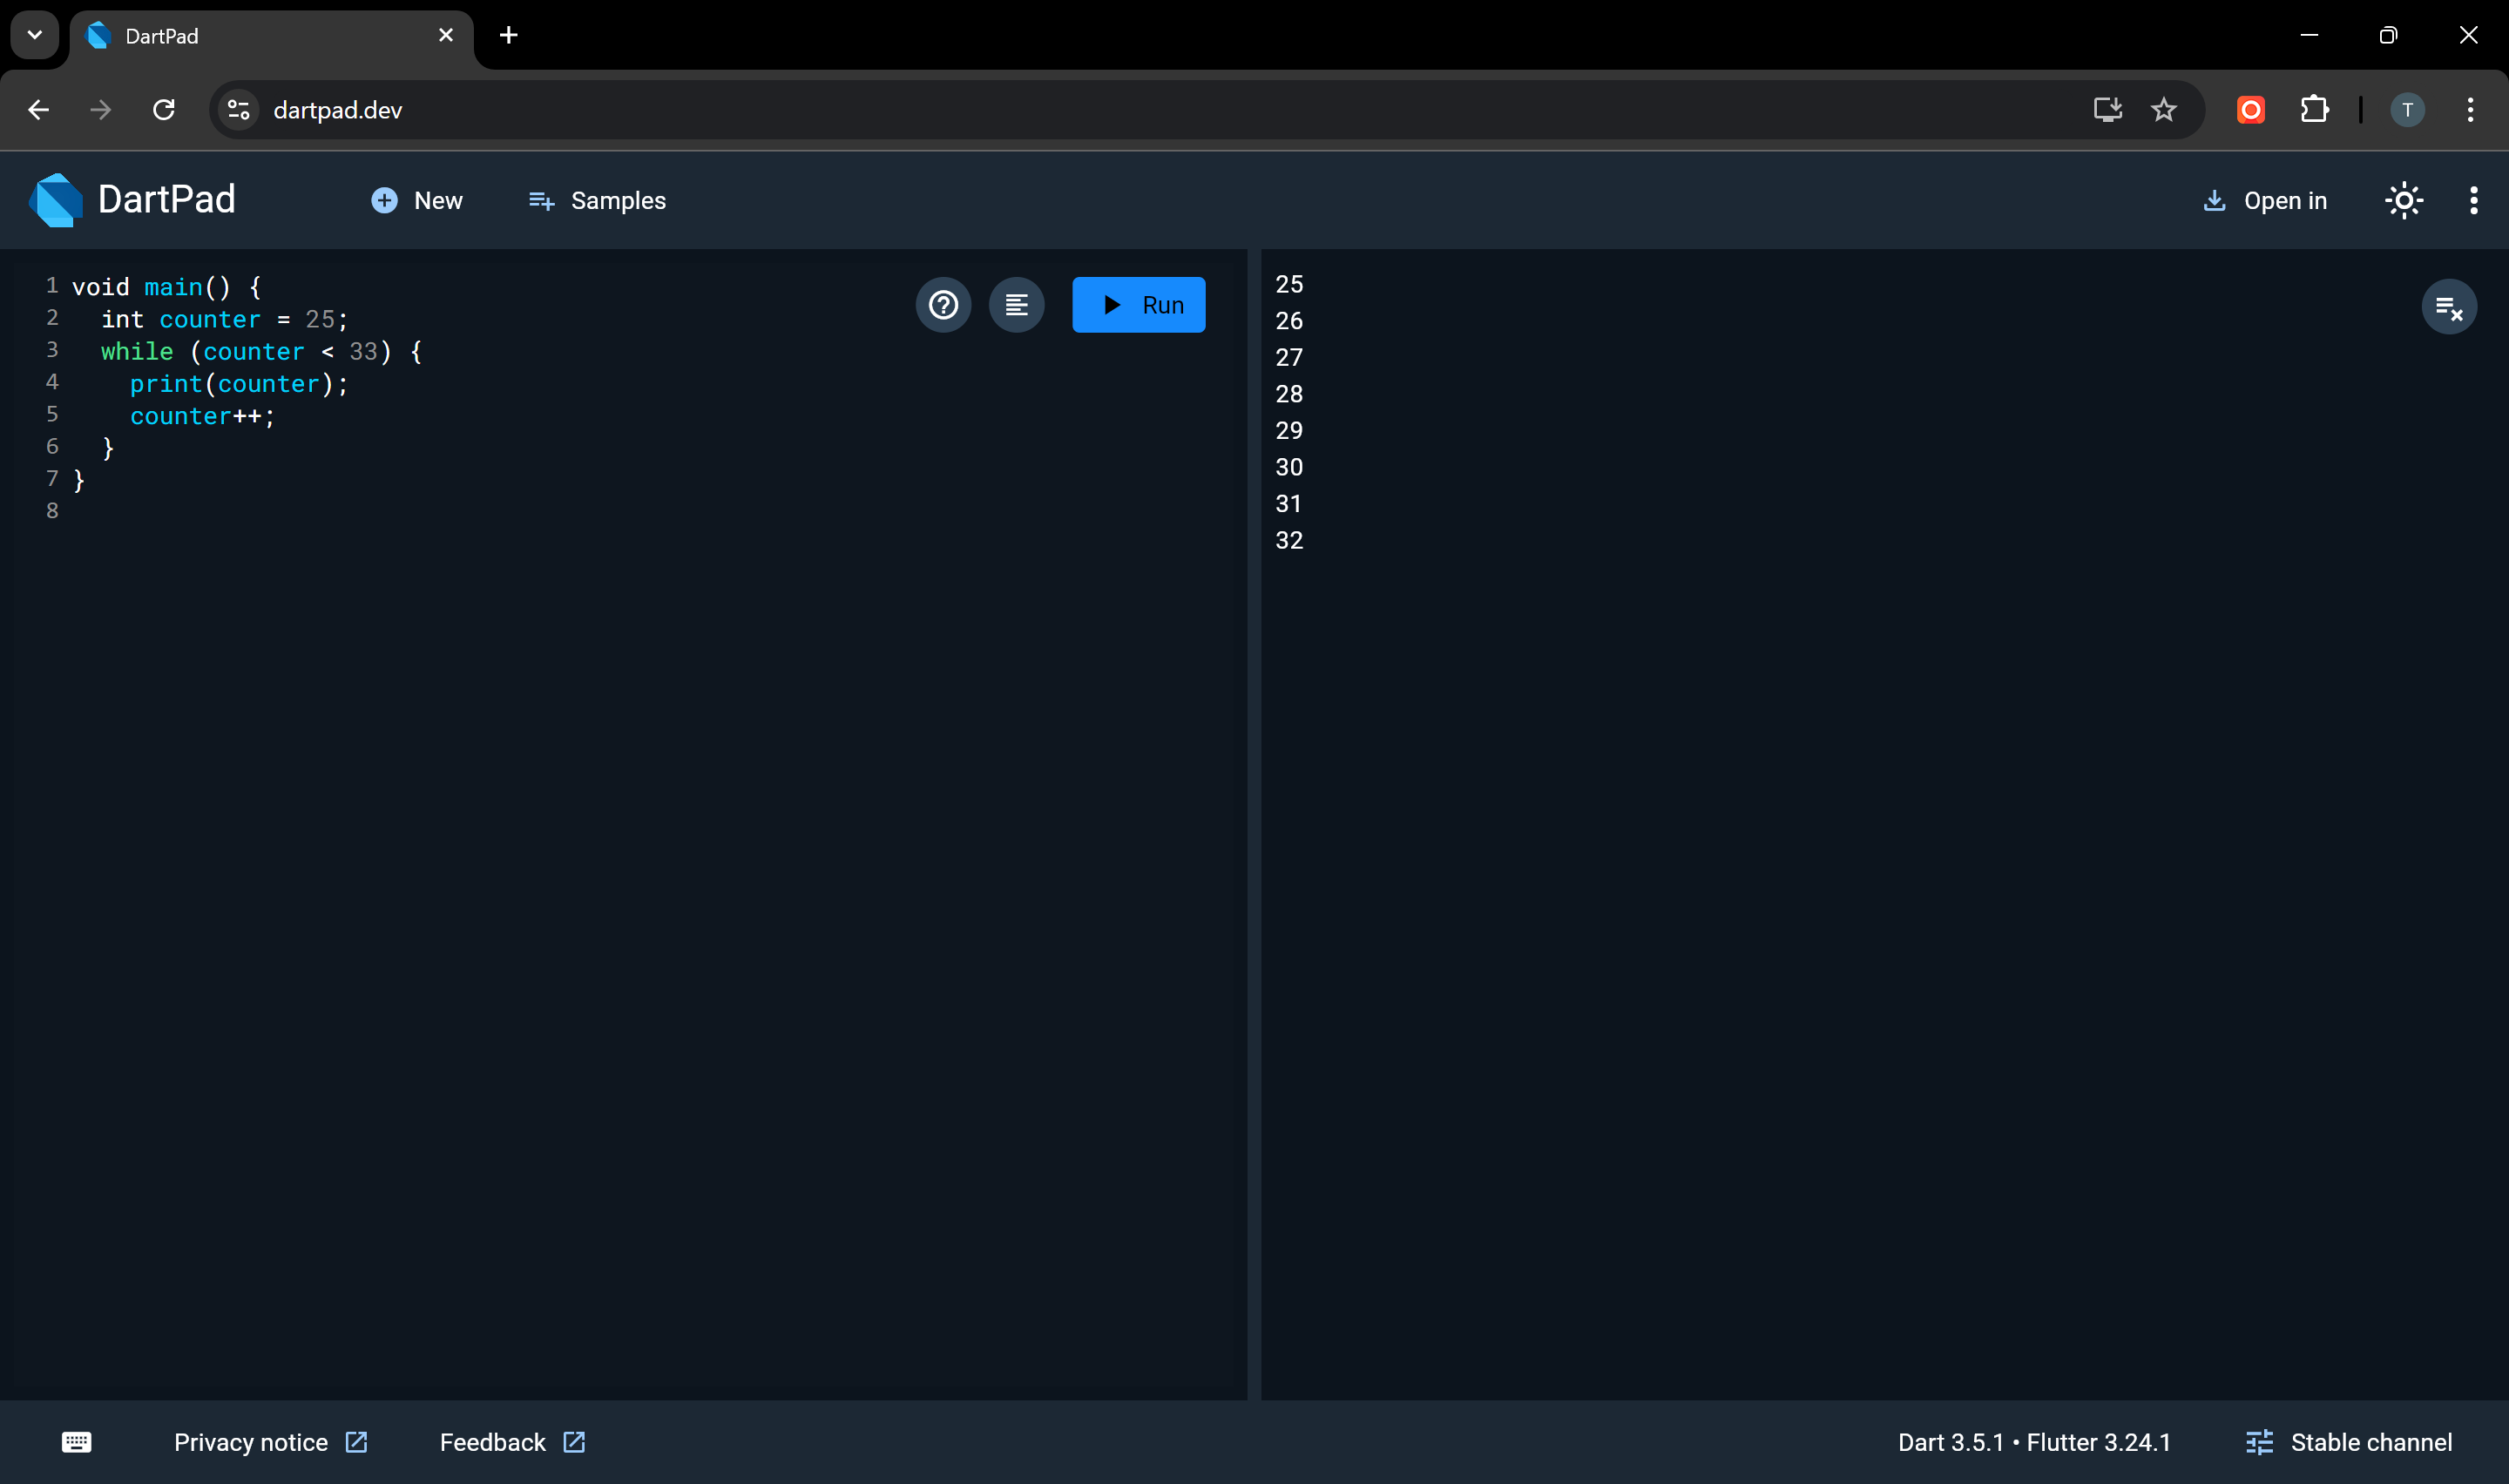 DartPad
dartpad.dev
T
DartPad
New
Samples
Open in
1 void main() {
2   int counter = 25;
3   while (counter < 33) {
4     print(counter);
5     counter++;
6   }
7 }
8
Run
25
26
27
28
29
30
31
32
Privacy notice
Feedback
Dart 3.5.1 • Flutter 3.24.1
Stable channel